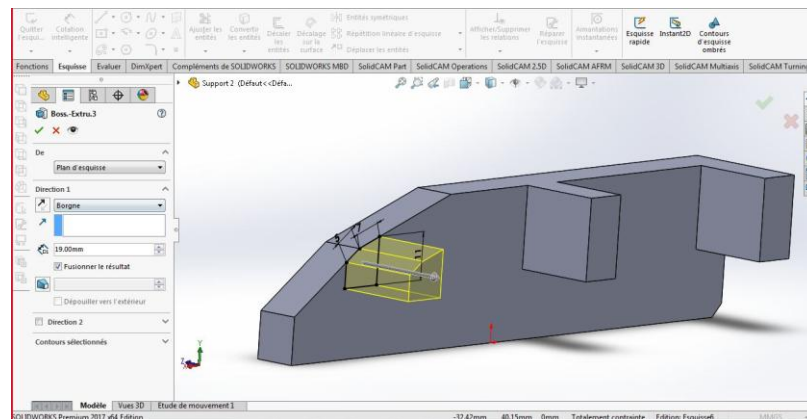 Quitter l'esqui...
Cotation intelligente
Ajuster les entités
Convertir les entités
Décaler les entités
Décalage sur la surface
Entités symétriques
Répétition linéaire d'esquisse
Déplacer les entités
Afficher/Supprimer les relations
Réparer l'esquisse
Annotations instantanées
Esquisse rapide
Instant2D
Contours d'esquisse ombrés
Fonctions Esquisse Evaluer DimXpert Compléments de SOLIDWORKS SOLIDWORKS MBD SolidCAM Part SolidCAM Operations SolidCAM 2.5D SolidCAM AFRM SolidCAM 3D SolidCAM Multiaxis SolidCAM Turning
Support 2 (Défaut<<Défa...
Boss.-Extru.3
De
Plan d'esquisse
Direction 1
Borgne
19.00mm
Fusionner le résultat
Dépouiller vers l'extérieur
Direction 2
Contours sélectionnés
11
Y
Z
Modèle Vues 3D Etude de mouvement 1
SOLIDWORKS Premium 2017 x64 Edition -32.42mm 40.15mm 0mm Totalement contrainte Edition: Esquisse6 MMGS